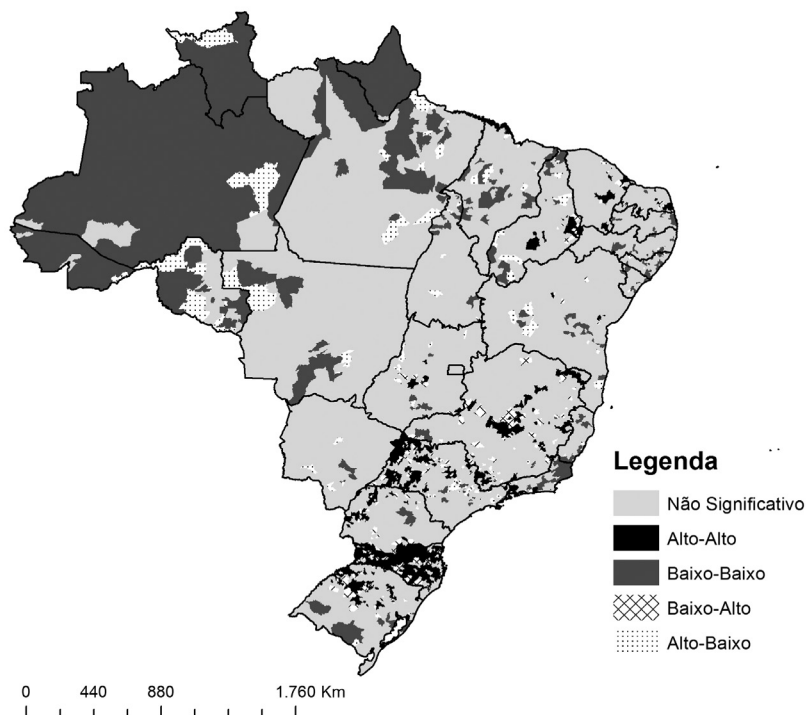 Legenda
Não Significativo
Alto-Alto
Baixo-Baixo
Baixo-Alto
Alto-Baixo
0 440 880 1.760 Km